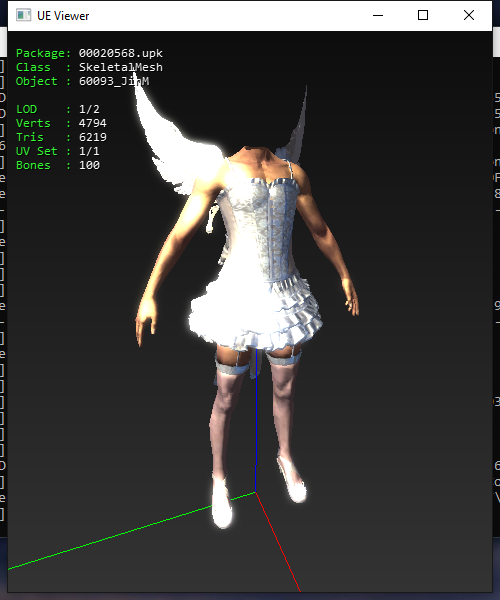 UE Viewer
Package: 00020568.upk
Class : SkeletalMesh
Object : 60093_JinM
LOD : 1/2
Verts : 4794
Tris : 6219
UV Set : 1/1
Bones : 100